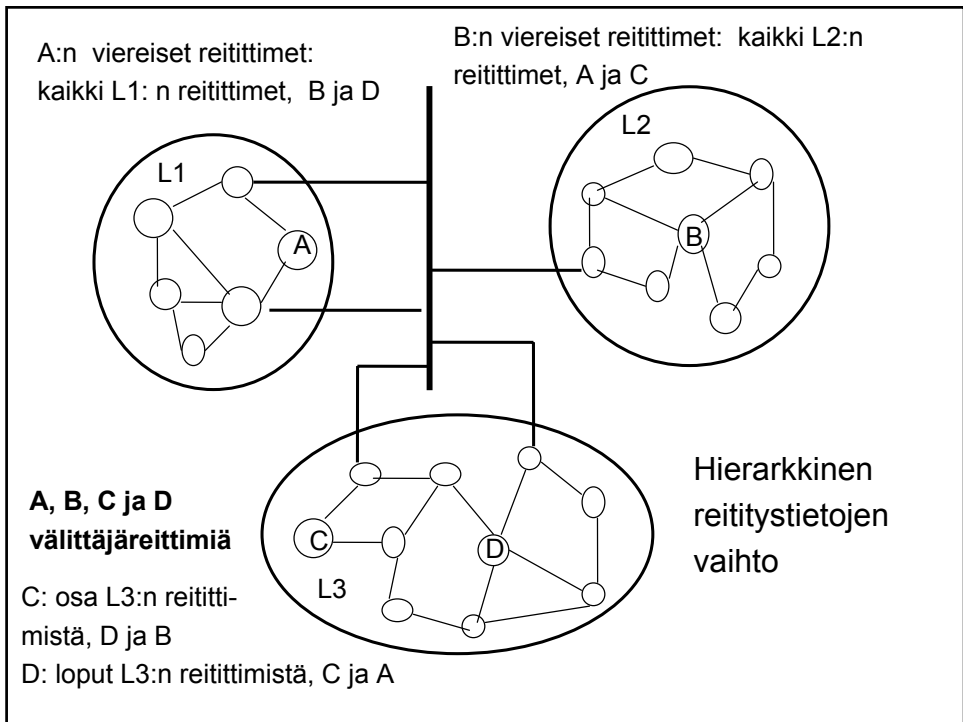 A:n viereiset reitittimet:
kaikki L1: n reitittimet, B ja D
B:n viereiset reitittimet: kaikki L2:n
reitittimet, A ja C
L1
A
L2
B
A, B, C ja D
välittäjäreittimiä
C: osa L3:n reititti-
mistä, D ja B
D: loput L3:n reitittimistä, C ja A
C
D
L3
Hierarkkinen
reititystietojen
vaihto